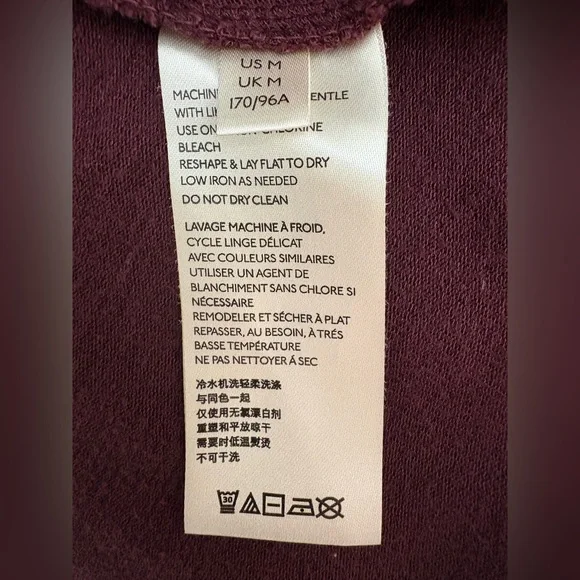 US M
UK M
170/96A
MACHIN ENTLE
WITH LI
USE ON CHLORINE
BLEACH
RESHAPE & LAY FLAT TO DRY
LOW IRON AS NEEDED
DO NOT DRY CLEAN
LAVAGE MACHINE À FROID,
CYCLE LINGE DÉLICAT
AVEC COULEURS SIMILAIRES
UTILISER UN AGENT DE
BLANCHIMENT SANS CHLORE SI
NÉCESSAIRE
REMODELER ET SÉCHER À PLAT
REPASSER, AU BESOIN, À TRÉS
BASSE TEMPÉRATURE
NE PAS NETTOYER Á SEC
冷水机洗轻柔洗涤
与同色一起
仅使用无氯漂白剂
重塑和平放晾干
需要时低温熨烫
不可干洗
30